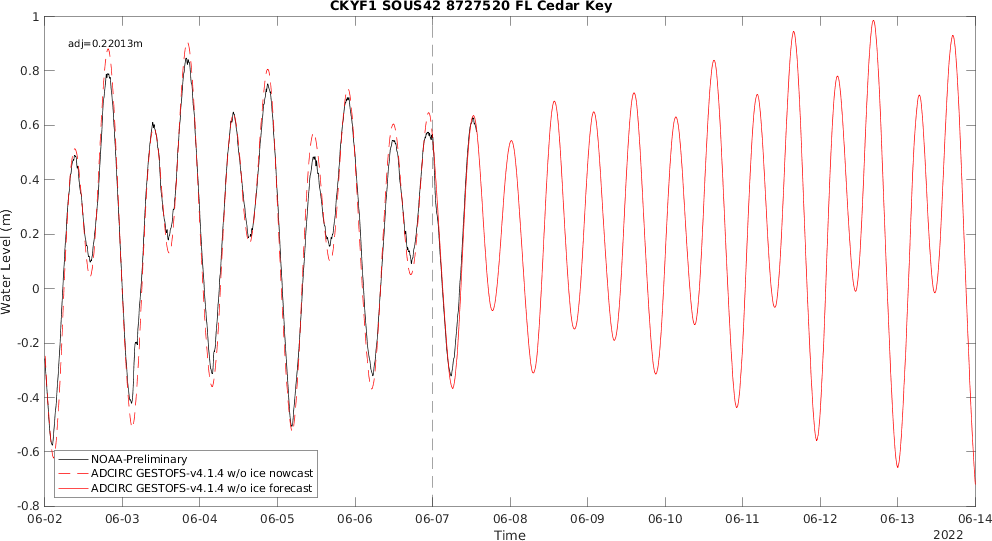 CKYF1 SOUS42 8727520 FL Cedar Key
adj=0.22013m
Water Level (m)
1
0.8
0.6
0.4
0.2
0
-0.2
-0.4
-0.6
-0.8
NOAA-Preliminary
ADCIRC GESTOFS-v4.1.4 w/o ice nowcast
ADCIRC GESTOFS-v4.1.4 w/o ice forecast
06-02 06-03 06-04 06-05 06-06 06-07 06-08 06-09 06-10 06-11 06-12 06-13 06-14
Time
2022